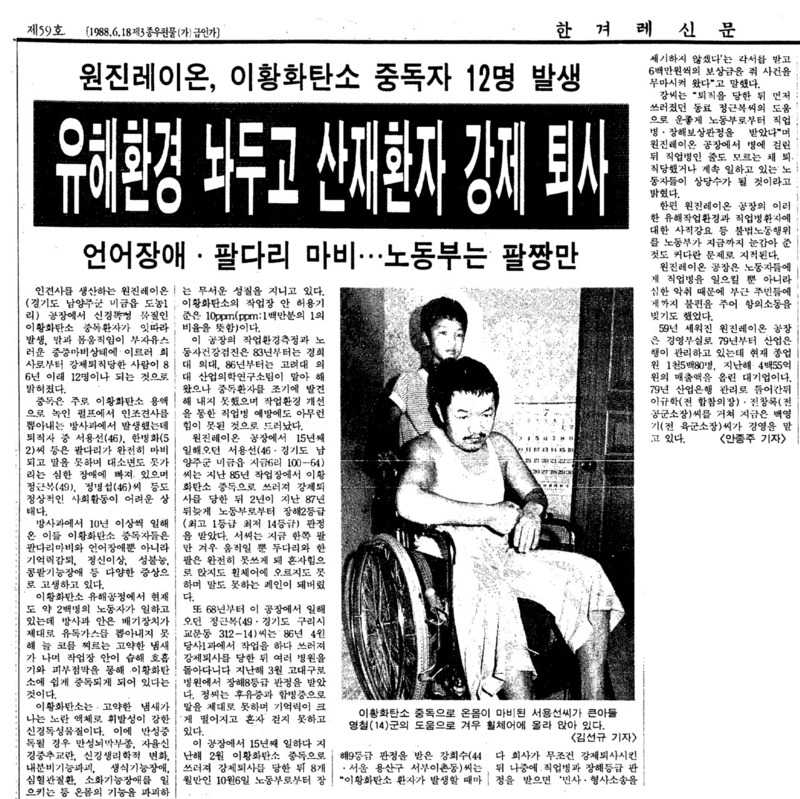 제59호
〔1988.6.18제3종우편물(가)급인가〕
한겨레신문
원진레이온, 이황화탄소 중독자 12명 발생
유해환경 놔두고 산재환자 강제 퇴사
언어장애·팔다리 마비…노동부는 팔짱만
인견사를 생산하는 원진레이온
(경기도 남양주군 미금읍 도농1
리) 공장에서 신경독성 물질인
이황화탄소 중독환자가 잇따라
발생, 말과 몸움직임이 부자유스
러운 중증마비상태에 이르러 회
사로부터 강제퇴직당한 사람이 8
6년 이래 12명이나 되는 것으로
밝혀졌다.
중독은 주로 이황화탄소 용액
으로 녹인 펄프에서 인조견사를
뽑아내는 방사과에서 발생했는데
퇴직자 중 서용선(46), 한병화(5
2)씨 등은 팔다리가 완전히 마비
되고 말을 못하며 대소변도 못가
리는 심한 장애에 빠져 있으며
정근복(49), 정명섭(46)씨 등도
정상적인 사회활동이 어려운 상
태다.
방사과에서 10년 이상씩 일해
온 이들 이황화탄소 중독자들은
팔다리마비와 언어장애뿐 아니라
기억력감퇴, 정신이상, 성불능,
콩팥기능장애 등 다양한 증상으
로 고생하고 있다.
이황화탄소 유해공정에서 현재
도 약 2백명의 노동자가 일하고
있는데 방사과 안은 배기장치가
제대로 유독가스를 뽑아내지 못
해 늘 코를 찌르는 고약한 냄새
가 나며 작업장 안이 습해 호흡
기와 피부점막을 통해 이황화탄
소에 쉽게 중독되게 되어 있다는
것이다.
이황화탄소는 고약한 냄새가
나는 노란 액체로 휘발성이 강한
신경독성물질이다. 이에 만성중
독될 경우 만성뇌막부종, 자율신
경중추교란, 신경생리학적 변화,
내분비기능파괴, 생식기능장애,
심혈관질환, 소화기능장애를 일
으키는 등 온몸의 기능을 파괴하
는 무서운 성질을 지니고 있다.
이황화탄소의 작업장 안 허용기
준은 10ppm(ppm:1백만분의 1의
비율을 뜻함)이다.
이 공장의 작업환경측정과 노
동자건강검진은 83년부터는 경희
대 의대, 86년부터는 고려대 의
대 산업의학연구소팀이 맡아 해
왔으나 중독환자를 조기에 발견
해 내지 못했으며 작업환경 개선
을 통한 직업병 예방에도 아무런
힘이 못된 것으로 드러났다.
원진레이온 공장에서 15년째
일해오던 서용선(46·경기도 남
양주군 미금읍 지금6리 100-64)
씨는 지난 85년 작업장에서 이황
화탄소 중독으로 쓰러져 강제퇴
사를 당한 뒤 2년이 지난 87년
뒤늦게 노동부로부터 장해2등급
(최고 1등급 최저 14등급) 판정
을 받았다. 서씨는 지금 한쪽 팔
만 겨우 움직일 뿐 두다리와 한
팔은 완전히 못쓰게 돼 혼자힘으
로 앉지도 휠체어에 오르지도 못
하며 말도 못하는 폐인이 돼버렸
다.
또 68년부터 이 공장에서 일해
오던 정근복(49·경기도 구리시
교문동 312-14)씨는 86년 4월
방사1과에서 작업을 하다 쓰러져
강제퇴사를 당한 뒤 여러 병원을
돌아다니다 지난해 3월 고대구로
병원에서 장해8등급 판정을 받았
다. 정씨는 후유증과 합병증으로
말을 제대로 못하며 기억력이 크
게 떨어지고 혼자 걷지 못하고
있다.
이 공장에서 15년째 일하다 지
난해 2월 이황화탄소 중독으로
쓰러져 강제퇴사를 당한 뒤 8개
월만인 10월6일 노동부로부터 장
이황화탄소 중독으로 온몸이 마비된 서용선씨가 큰아들
영철(14)군의 도움으로 겨우 휠체어에 올라 앉아 있다.
<김선규 기자>
해9등급 판정을 받은 강희수(44
·서울 용산구 서부이촌동)씨는
“이황화탄소 환자가 발생할 때마
다 회사가 무조건 강제퇴사시킨
뒤 나중에 직업병과 장해등급 판
정을 받으면 ‘민사·형사소송을
제기하지 않겠다’는 각서를 받고
6백만원씩의 보상금을 줘 사건을
무마시켜 왔다”고 말했다.
강씨는 “퇴직을 당한 뒤 먼저
쓰러졌던 동료 정근복씨의 도움
으로 운좋게 노동부로부터 직업
병·장해보상판정을 받았다”며
원진레이온 공장에서 병에 걸린
뒤 직업병인 줄도 모르는 채 퇴
직당했거나 계속 일하고 있는 노
동자들이 상당수가 될 것이라고
밝혔다.
한편 원진레이온 공장의 이러
한 유해작업환경과 직업병환자에
대한 사직강요 등 불법노동행위
를 노동부가 지금까지 눈감아 준
것도 커다란 문제로 지적된다.
원진레이온 공장은 노동자들에
게 직업병을 일으킬 뿐 아니라
심한 악취 때문에 부근 주민들에
게까지 불편을 주어 항의소동을
빚기도 했었다.
59년 세워진 원진레이온 공장
은 경영부실로 79년부터 산업은
행이 관리하고 있는데 현재 종업
원 1천5백80명, 지난해 4백55억
원의 매출액을 올린 대기업이다.
79년 산업은행 관리로 들어간뒤
이규학(전 합참의장)·전창록(전
공군소장)씨를 거쳐 지금은 백영
기(전 육군소장)씨가 경영을 맡
고 있다. <안종주 기자>